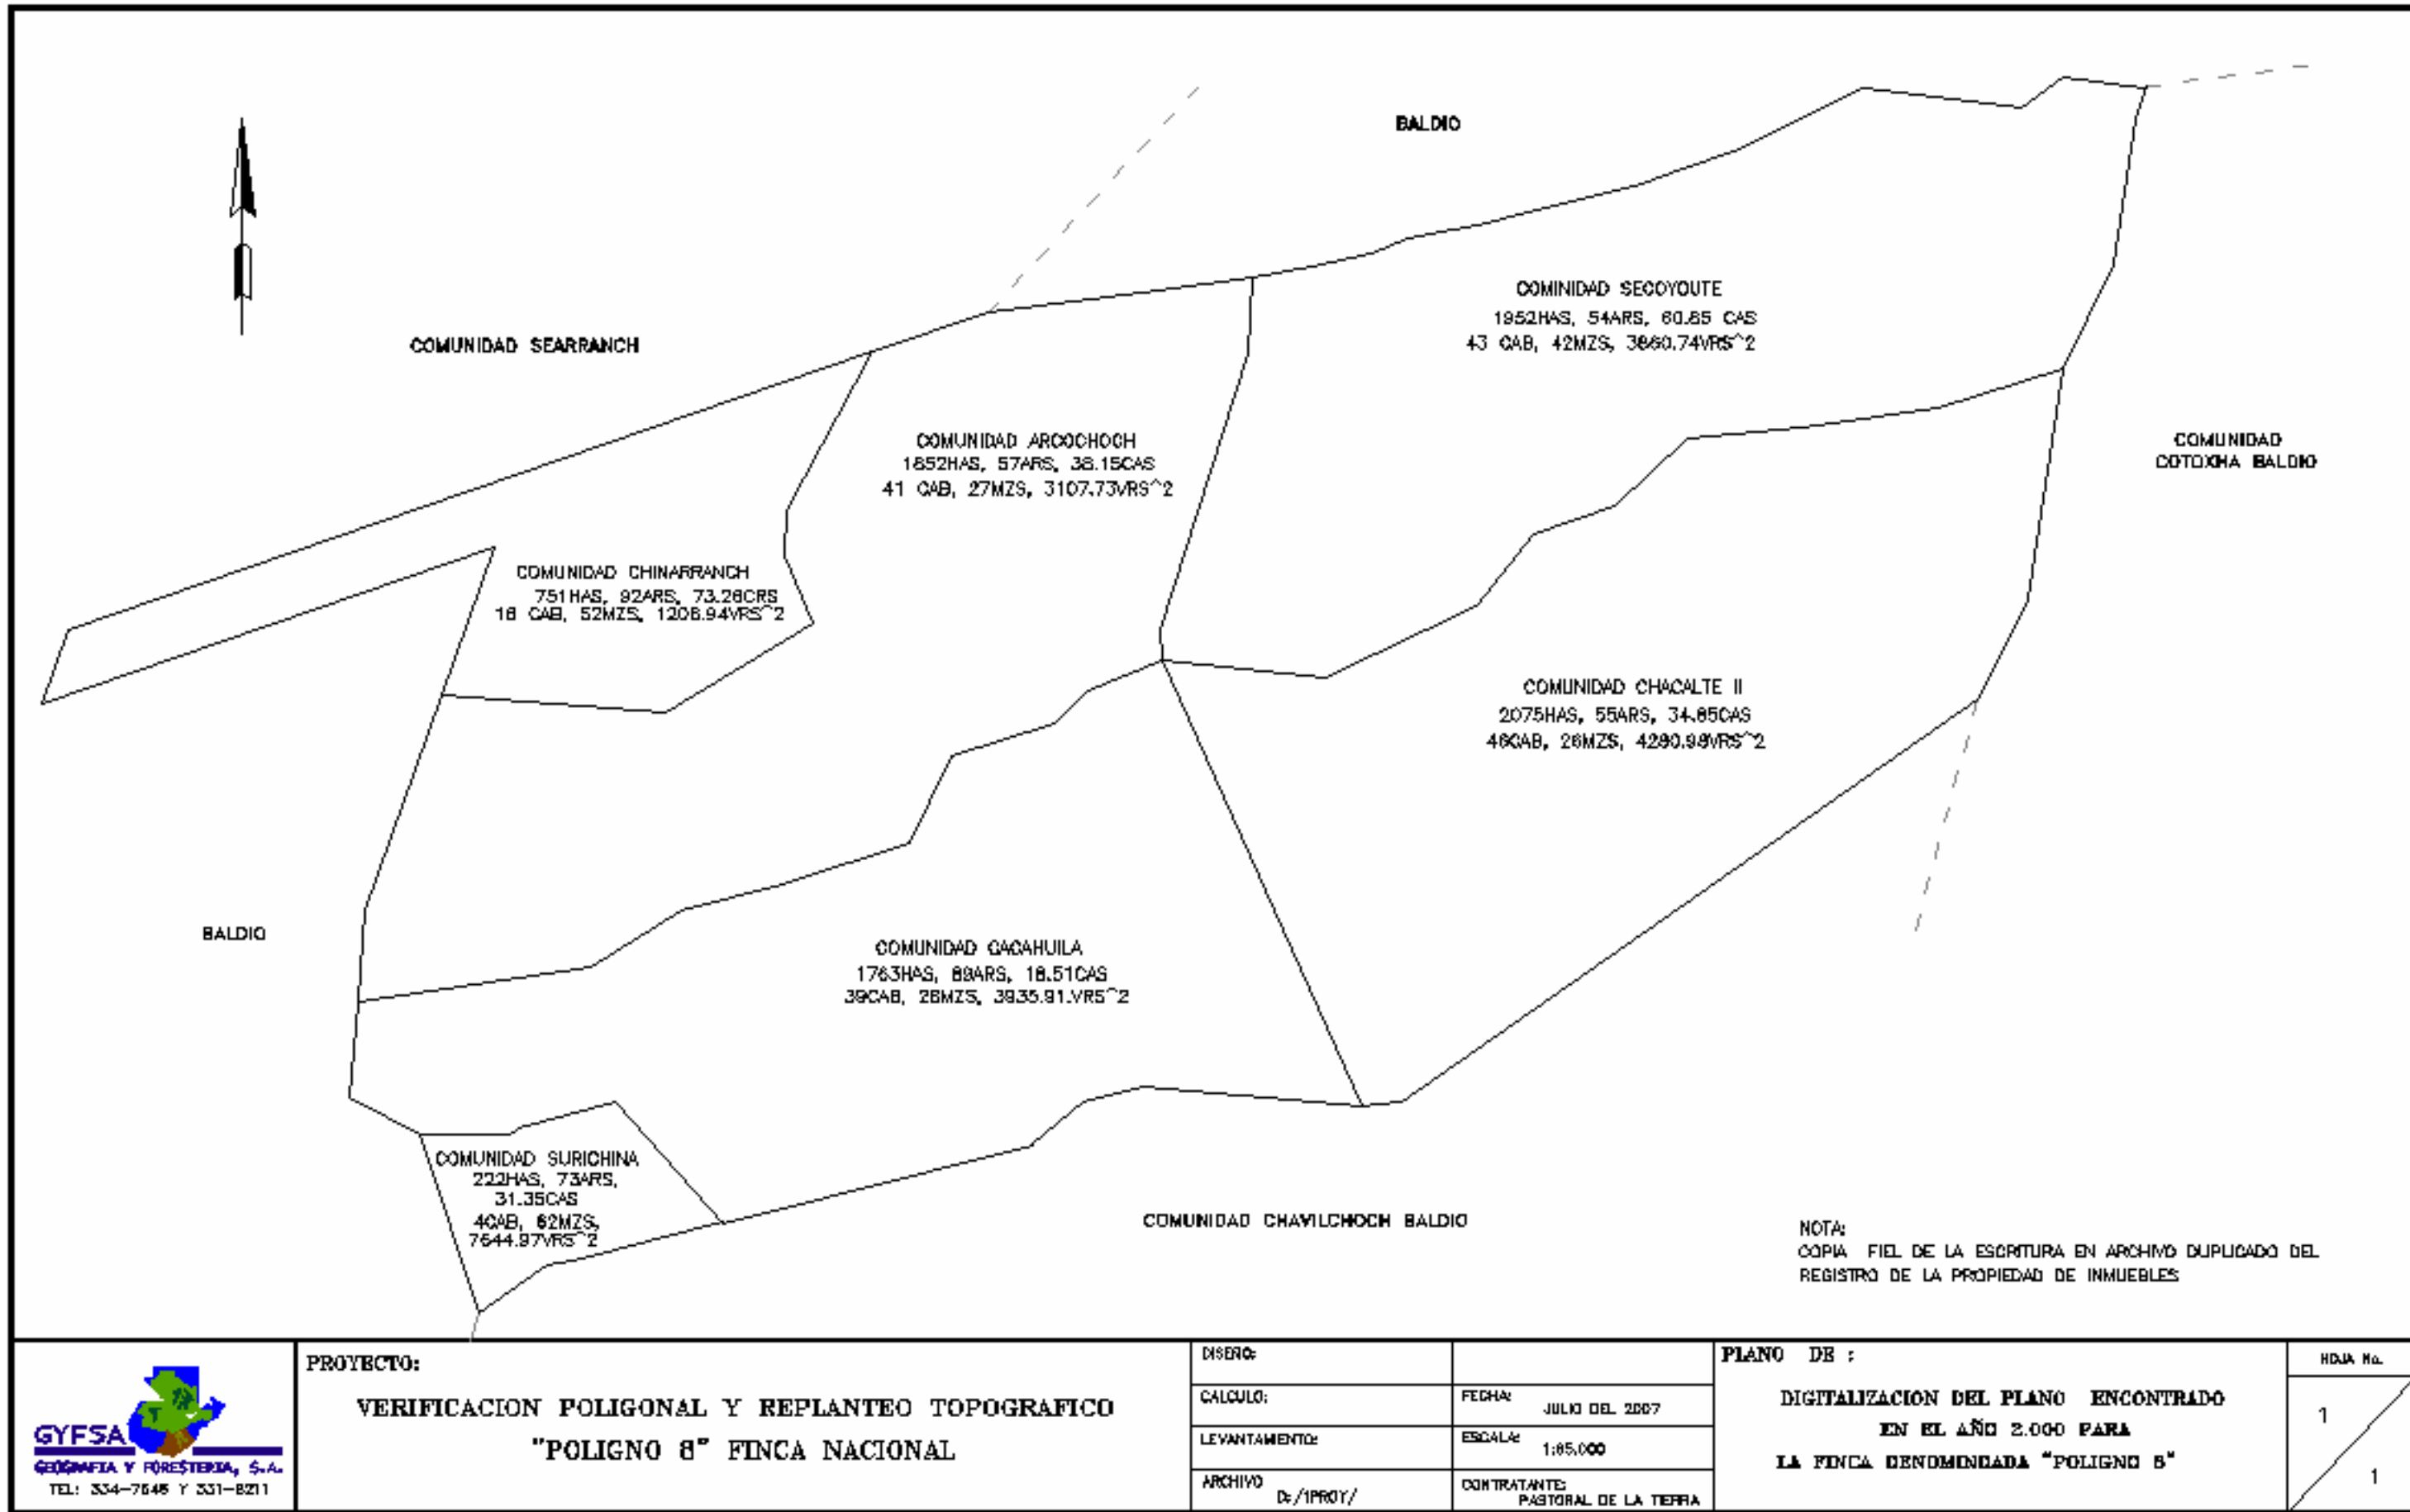 BALDIO
COMUNIDAD SEARRANCH
COMINIDAD SECOYOUTE
1952HAS, 54ARS, 60.65 CAS
43 CAB, 42MZS, 3860.74VRS^2
COMUNIDAD ARCOCHOCH
1852HAS, 57ARS, 38.15CAS
41 CAB, 27MZS, 3107.73VRS^2
COMUNIDAD
COTOXHA BALDIO
COMUNIDAD CHINARRANCH
751HAS, 92ARS, 73.28CRS
16 CAB, 52MZS, 1208.94VRS^2
COMUNIDAD CHACALTE II
2075HAS, 55ARS, 34.85CAS
46CAB, 26MZS, 4280.98VRS^2
BALDIO
COMUNIDAD CACAHUILA
1763HAS, 89ARS, 18.51CAS
39CAB, 28MZS, 3935.91.VRS^2
COMUNIDAD SURICHINA
222HAS, 73ARS,
31.35CAS
4CAB, 62MZS,
7644.97VRS^2
COMUNIDAD CHAVILCHOCH BALDIO
NOTA:
COPIA FIEL DE LA ESCRITURA EN ARCHIVO DUPLICADO DEL
REGISTRO DE LA PROPIEDAD DE INMUEBLES
GYFSA
GEOGRAFIA Y FORESTERIA, S.A.
TEL: 334-7645 Y 331-8211
PROYECTO:
VERIFICACION POLIGONAL Y REPLANTEO TOPOGRAFICO
"POLIGNO 8" FINCA NACIONAL
DISEÑO:
CALCULO:
LEVANTAMIENTO:
ARCHIVO
D:/1PROY/
FECHA:
JULIO DEL 2007
ESCALA:
1:65,000
CONTRATANTE:
PASTORAL DE LA TIERRA
PLANO DE :
DIGITALIZACION DEL PLANO ENCONTRADO
EN EL AÑO 2.000 PARA
LA FINCA DENOMINDADA "POLIGNO 8"
HOJA No.
1
1